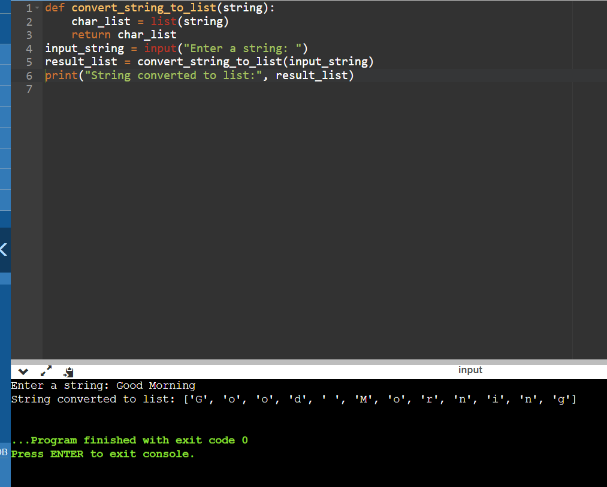 1 def convert_string_to_list(string):
2     char_list = list(string)
3     return char_list
4 input_string = input("Enter a string: ")
5 result_list = convert_string_to_list(input_string)
6 print("String converted to list:", result_list)
7
input
Enter a string: Good Morning
String converted to list: ['G', 'o', 'o', 'd', ' ', 'M', 'o', 'r', 'n', 'i', 'n', 'g']
...Program finished with exit code 0
Press ENTER to exit console.